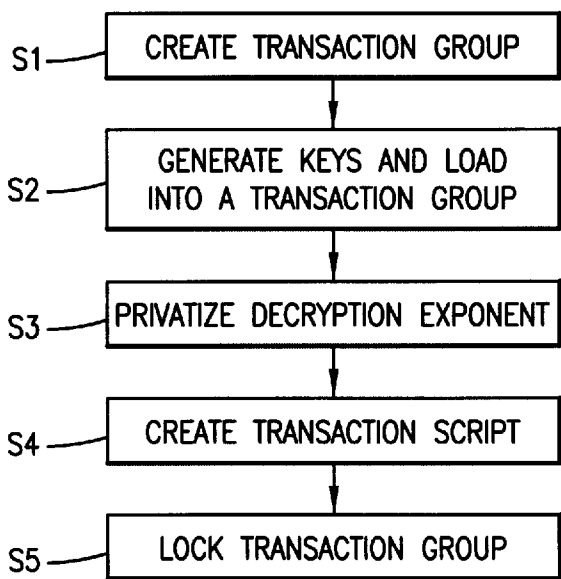 S1 CREATE TRANSACTION GROUP
S2 GENERATE KEYS AND LOAD
INTO A TRANSACTION GROUP
S3 PRIVATIZE DECRYPTION EXPONENT
S4 CREATE TRANSACTION SCRIPT
S5 LOCK TRANSACTION GROUP